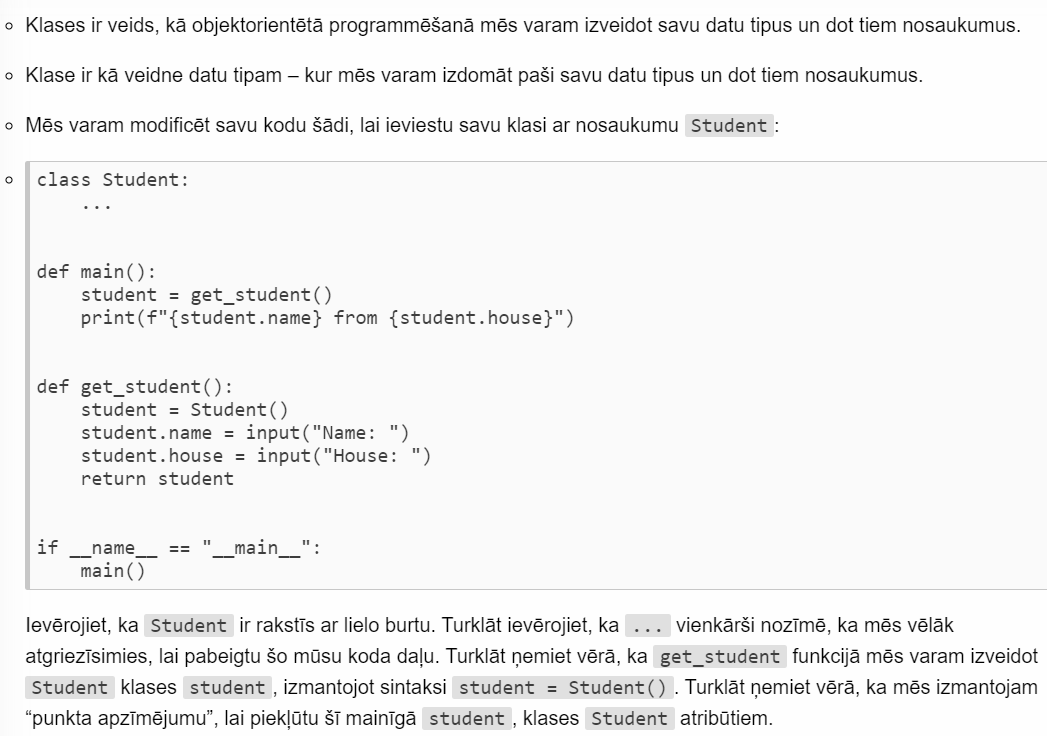 Klases ir veids, kā objektorientētā programmēšanā mēs varam izveidot savu datu tipus un dot tiem nosaukumus.
Klase ir kā veidne datu tipam – kur mēs varam izdomāt paši savu datu tipus un dot tiem nosaukumus.
Mēs varam modificēt savu kodu šādi, lai ieviestu savu klasi ar nosaukumu Student:
class Student:
    ...
def main():
    student = get_student()
    print(f"{student.name} from {student.house}")
def get_student():
    student = Student()
    student.name = input("Name: ")
    student.house = input("House: ")
    return student
if __name__ == "__main__":
    main()
Ievērojiet, ka Student ir rakstīs ar lielo burtu. Turklāt ievērojiet, ka ... vienkārši nozīmē, ka mēs vēlāk
atgriezīsimies, lai pabeigtu šo mūsu koda daļu. Turklāt ņemiet vērā, ka get_student funkcijā mēs varam izveidot
Student klases student, izmantojot sintaksi student = Student(). Turklāt ņemiet vērā, ka mēs izmantojam
“punkta apzīmējumu”, lai piekļūtu šī mainīgā student, klases Student atribūtiem.